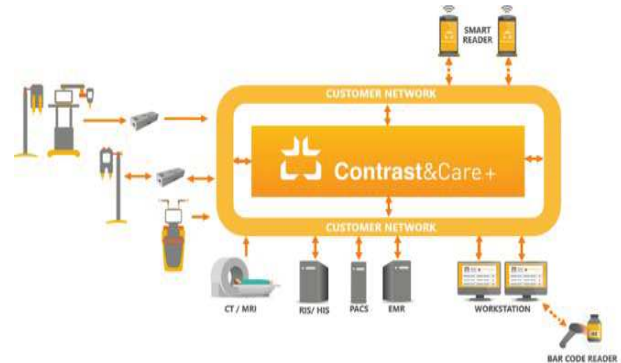 SMART
READER
CUSTOMER NETWORK
Contrast&Care+
CUSTOMER NETWORK
CT / MRI
RIS/ HIS
PACS
EMR
WORKSTATION
BAR CODE READER